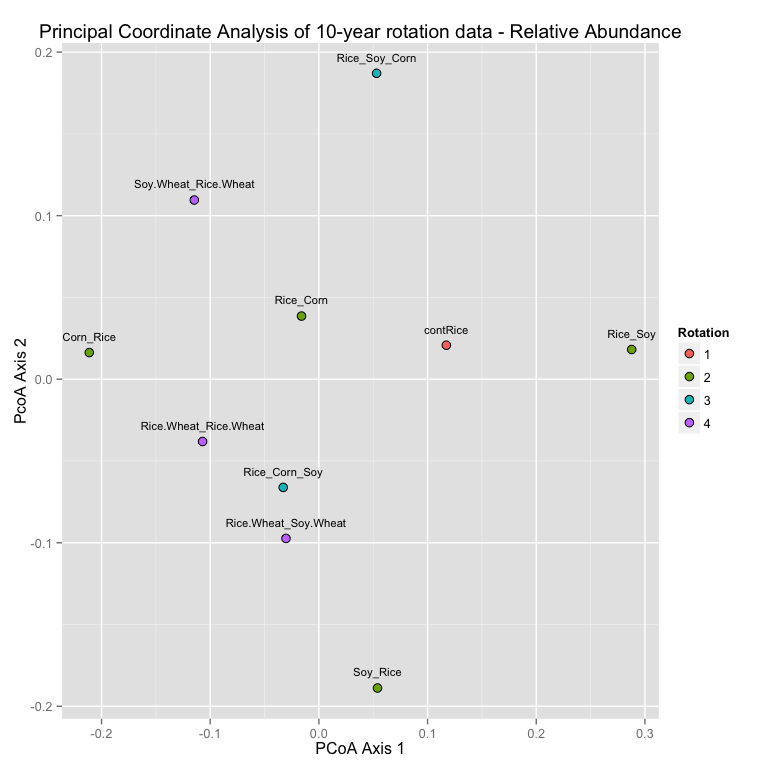 Principal Coordinate Analysis of 10-year rotation data - Relative Abundance
0.2
Rice_Soy_Corn
Soy.Wheat_Rice.Wheat
0.1
Rice_Corn
Corn_Rice
contRice
Rice_Soy
PcoA Axis 2
0.0
Rice.Wheat_Rice.Wheat
Rice_Corn_Soy
Rice.Wheat_Soy.Wheat
-0.1
Soy_Rice
-0.2
-0.2 -0.1 0.0 0.1 0.2 0.3
PCoA Axis 1
Rotation
1
2
3
4